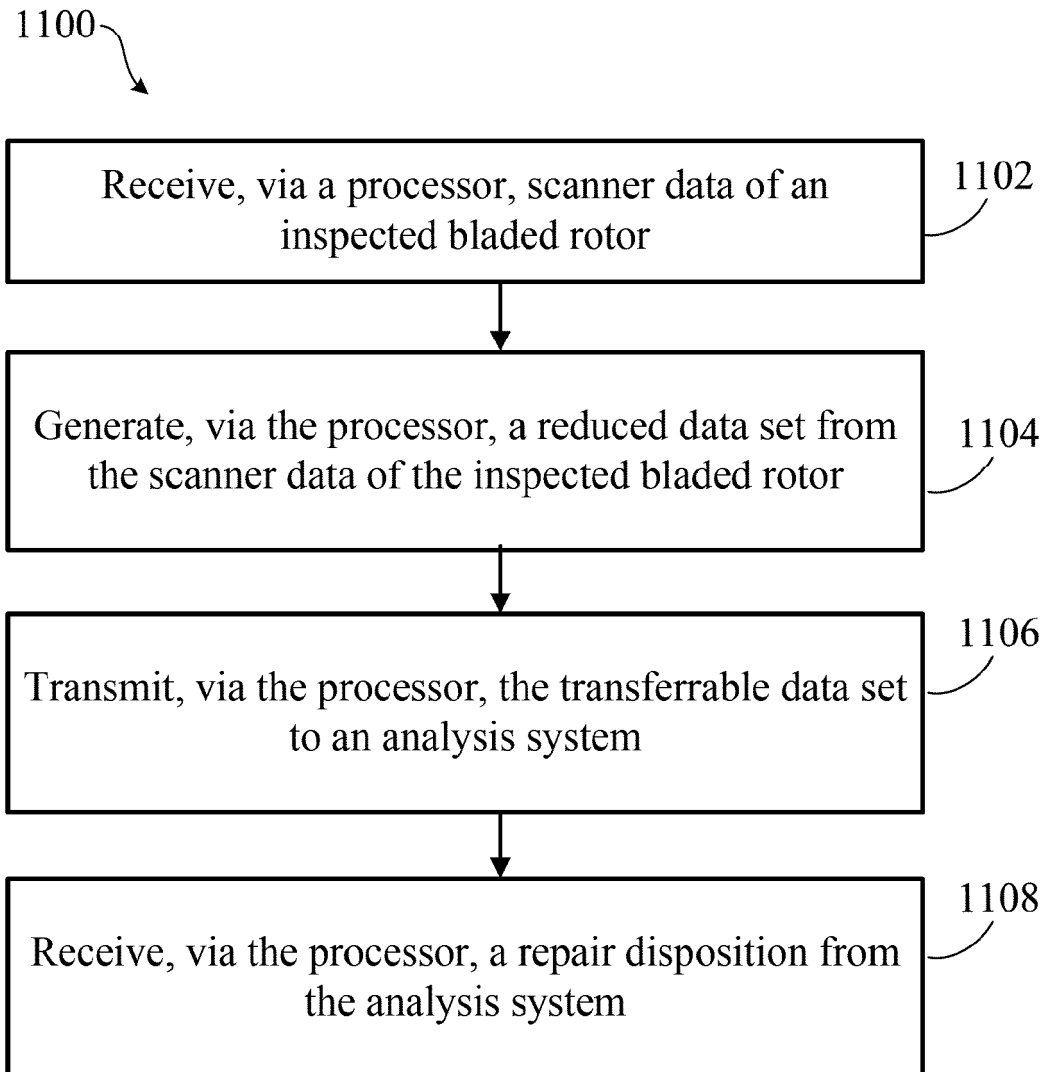 1100
Receive, via a processor, scanner data of an
inspected bladed rotor
1102
Generate, via the processor, a reduced data set from
the scanner data of the inspected bladed rotor
1104
Transmit, via the processor, the transferrable data set
to an analysis system
1106
Receive, via the processor, a repair disposition from
the analysis system
1108